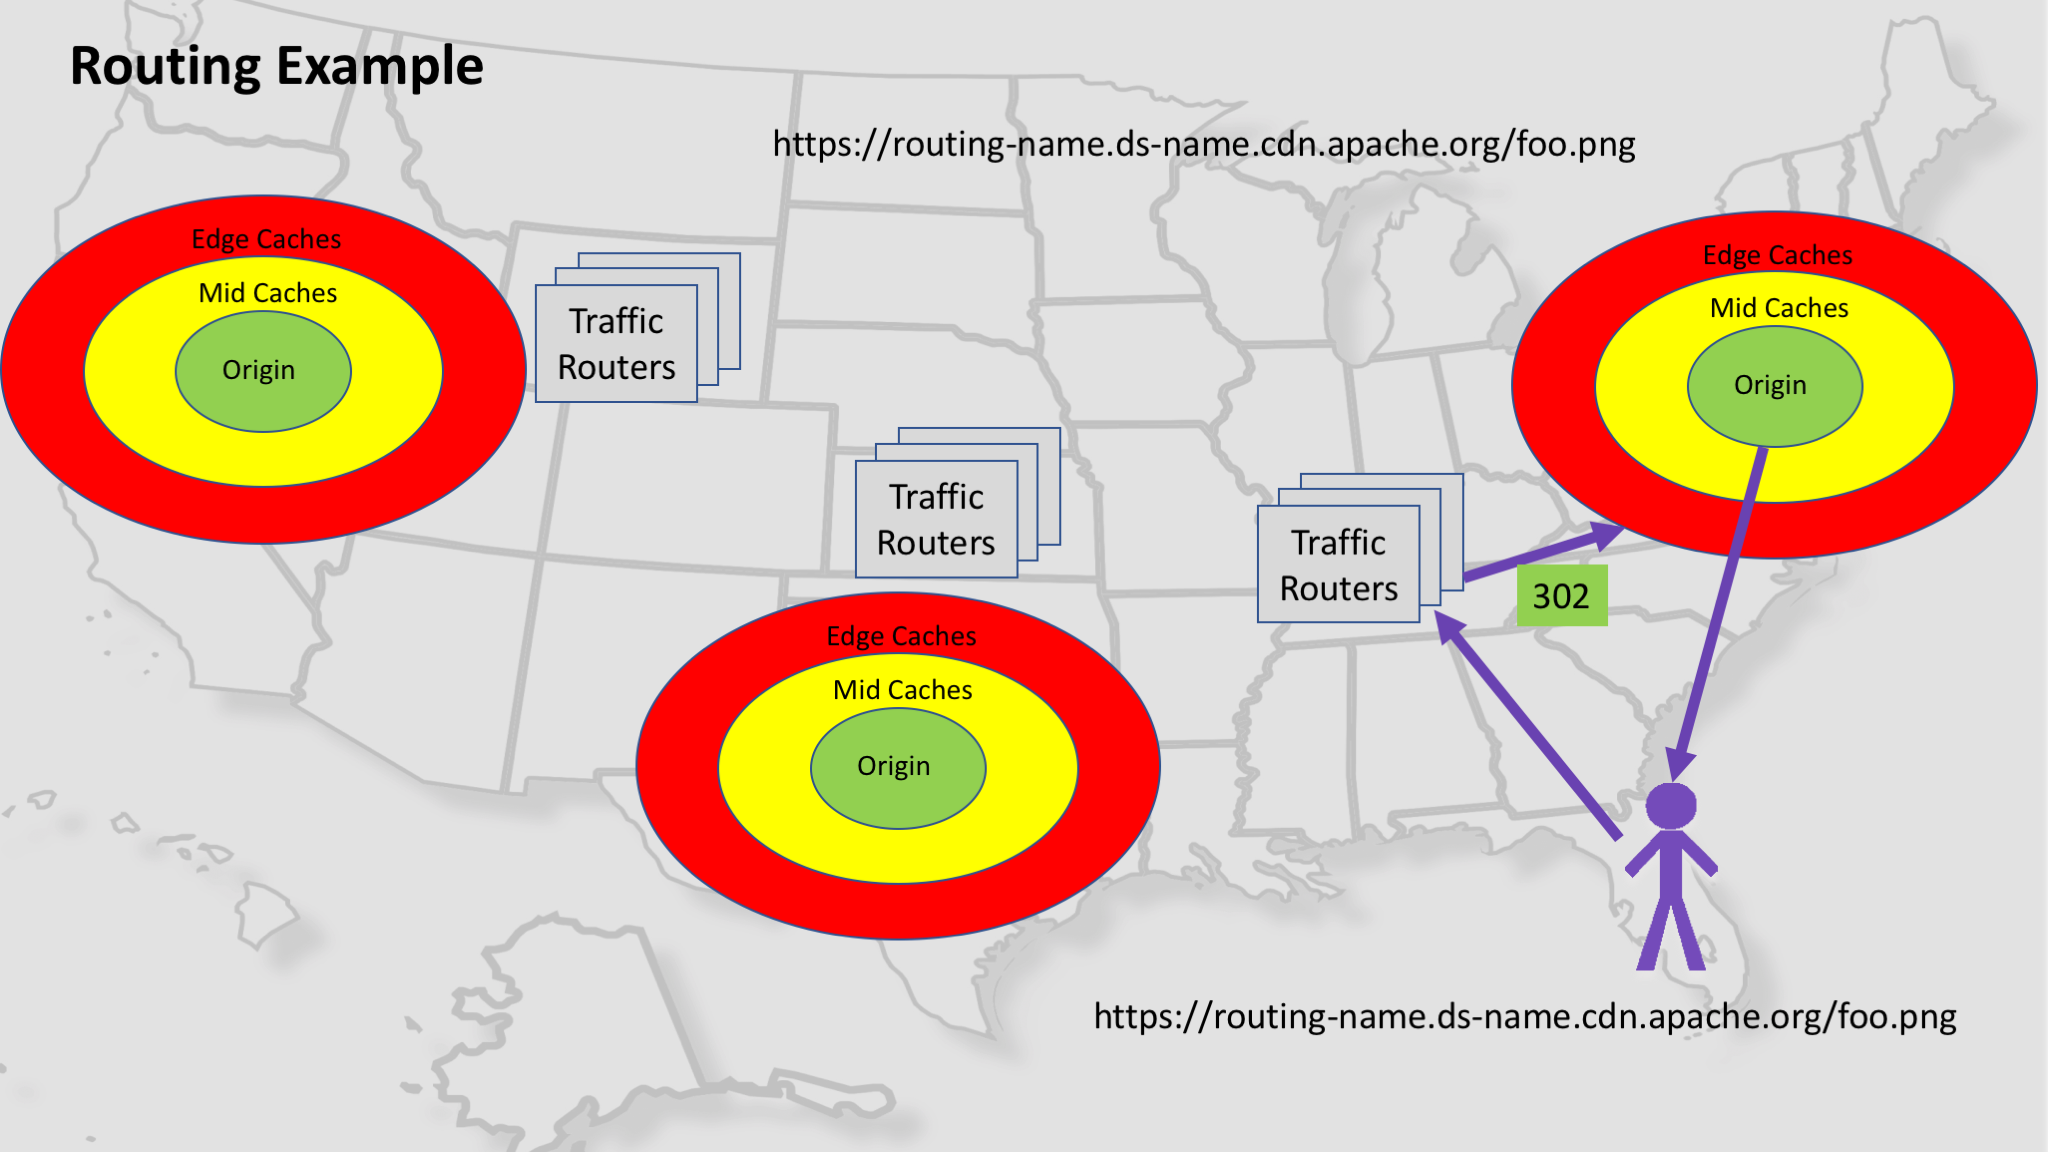 Routing Example
https://routing-name.ds-name.cdn.apache.org/foo.png
Edge Caches
Mid Caches
Origin
Traffic
Routers
Edge Caches
Mid Caches
Origin
Traffic
Routers
Traffic
Routers
302
Edge Caches
Mid Caches
Origin
https://routing-name.ds-name.cdn.apache.org/foo.png